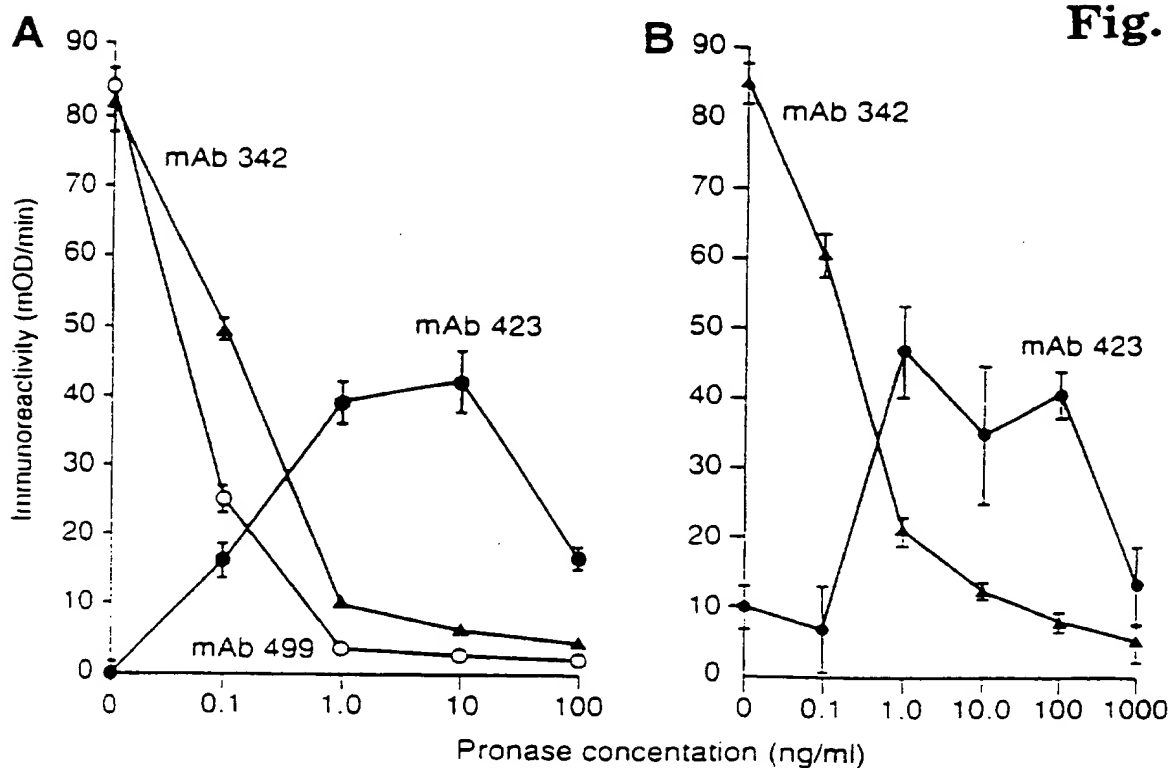 A
B
Fig.
90
80
70
60
50
40
30
20
10
0
Immunoreactivity (mOD/min)
mAb 342
mAb 423
mAb 499
0 0.1 1.0 10 100
90
80
70
60
50
40
30
20
10
0
mAb 342
mAb 423
0 0.1 1.0 10.0 100 1000
Pronase concentation (ng/ml)